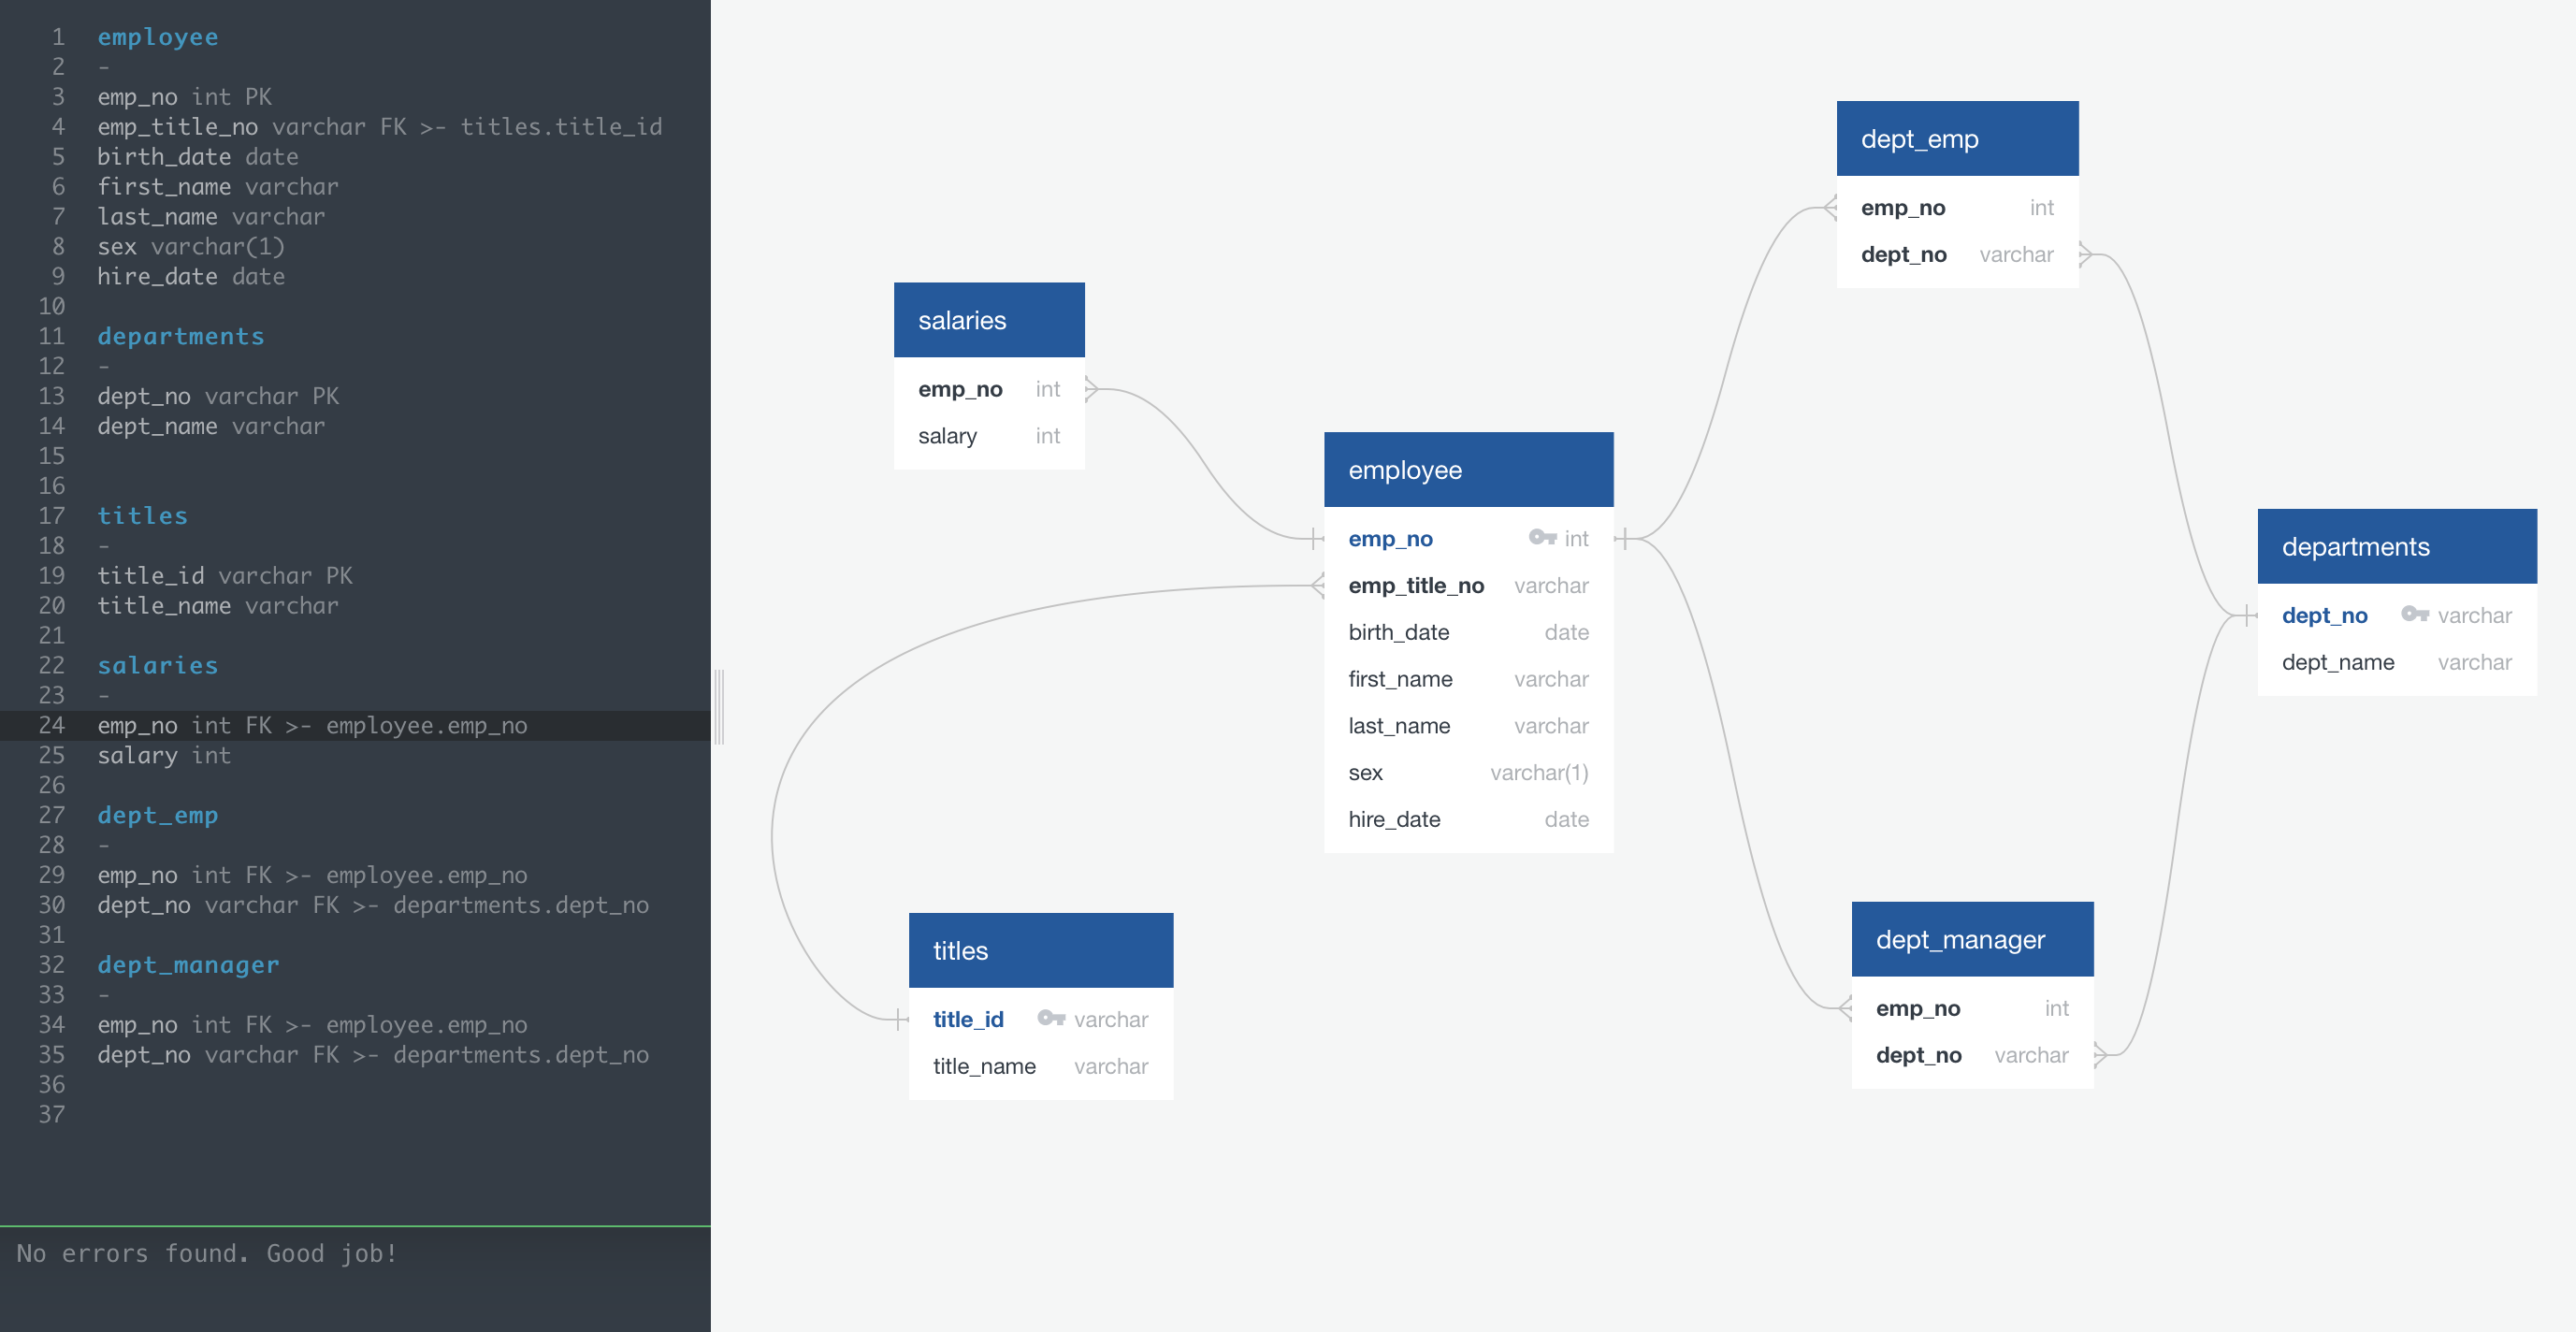 1 employee
2 -
3 emp_no int PK
4 emp_title_no varchar FK >- titles.title_id
5 birth_date date
6 first_name varchar
7 last_name varchar
8 sex varchar(1)
9 hire_date date
10
11 departments
12 -
13 dept_no varchar PK
14 dept_name varchar
15
16
17 titles
18 -
19 title_id varchar PK
20 title_name varchar
21
22 salaries
23 -
24 emp_no int FK >- employee.emp_no
25 salary int
26
27 dept_emp
28 -
29 emp_no int FK >- employee.emp_no
30 dept_no varchar FK >- departments.dept_no
31
32 dept_manager
33 -
34 emp_no int FK >- employee.emp_no
35 dept_no varchar FK >- departments.dept_no
36
37
No errors found. Good job!
salaries
emp_no int
salary int
employee
emp_no int
emp_title_no varchar
birth_date date
first_name varchar
last_name varchar
sex varchar(1)
hire_date date
titles
title_id varchar
title_name varchar
dept_emp
emp_no int
dept_no varchar
departments
dept_no varchar
dept_name varchar
dept_manager
emp_no int
dept_no varchar